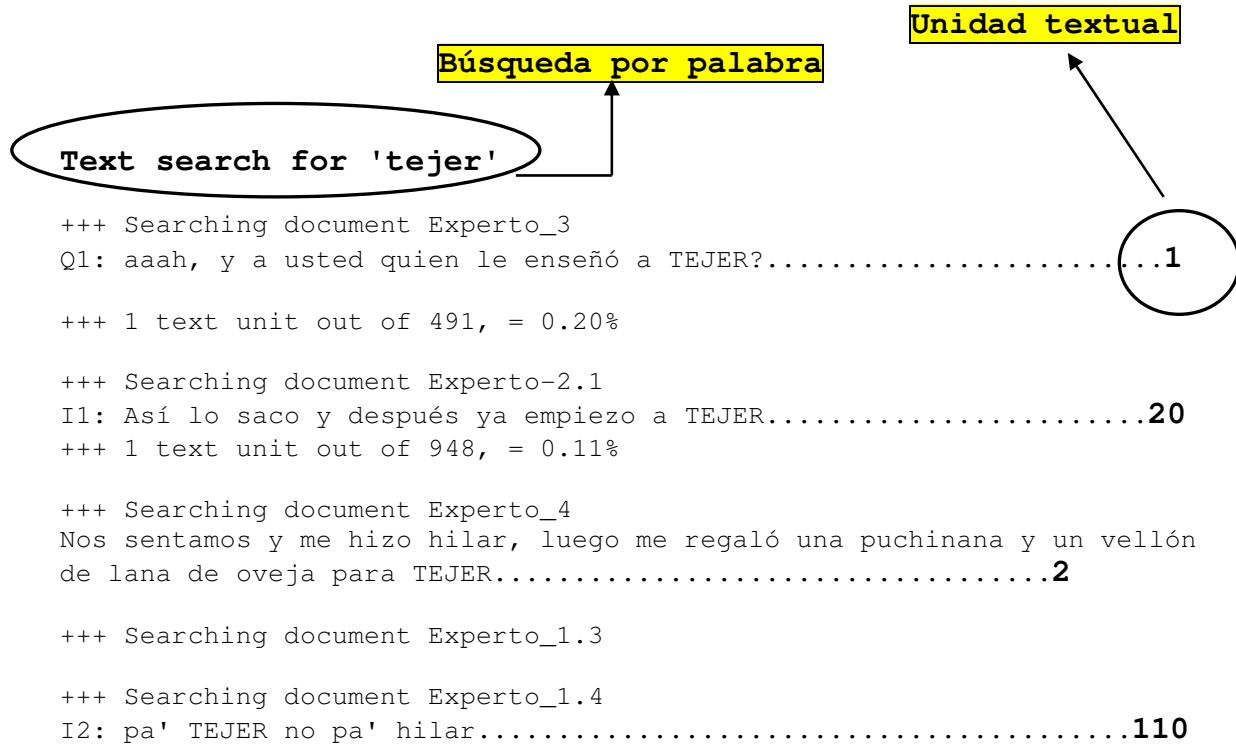 Unidad textual
Búsqueda por palabra
Text search for 'tejer'
+++ Searching document Experto_3
Q1: aaah, y a usted quien le enseñó a TEJER?.........................1
+++ 1 text unit out of 491, = 0.20%
+++ Searching document Experto-2.1
I1: Así lo saco y después ya empiezo a TEJER........................20
+++ 1 text unit out of 948, = 0.11%
+++ Searching document Experto_4
Nos sentamos y me hizo hilar, luego me regaló una puchinana y un vellón
de lana de oveja para TEJER...................................2
+++ Searching document Experto_1.3
+++ Searching document Experto_1.4
I2: pa' TEJER no pa' hilar.........................................110